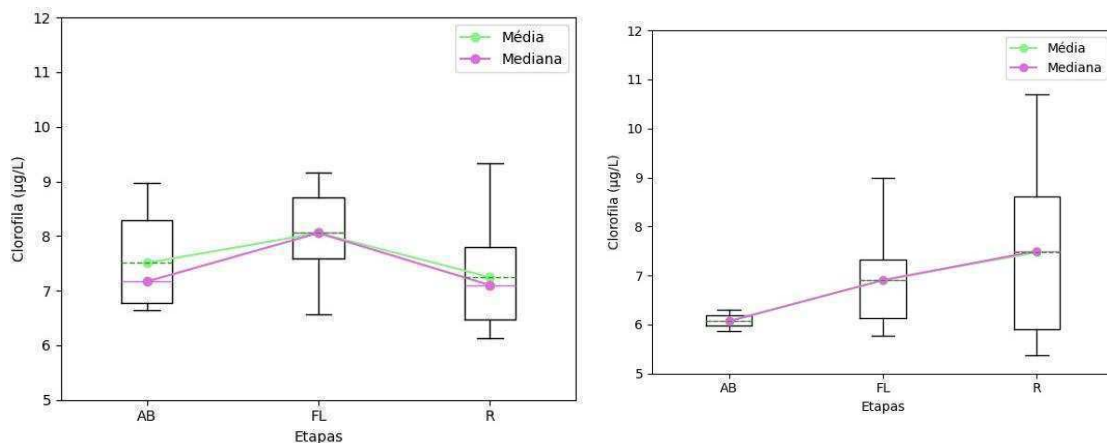 12
11
10
9
8
7
6
5
Clorofila (µg/L)
Média
Mediana
AB
FL
R
Etapas
12
11
10
9
8
7
6
5
Clorofila (µg/L)
Média
Mediana
AB
FL
R
Etapas